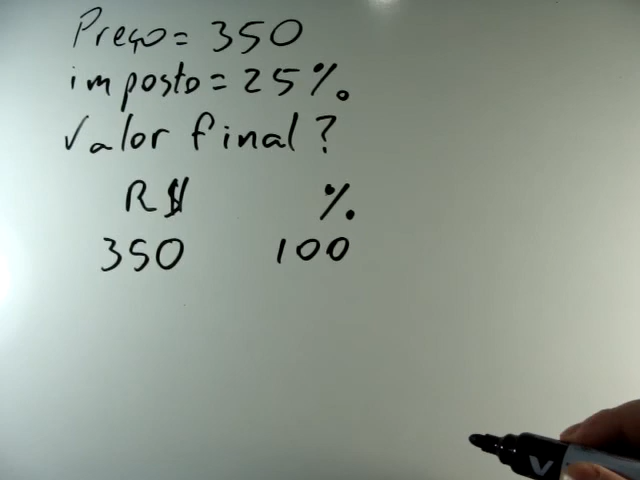 Preço = 350
imposto = 25%
Valor final?
R$ %
350 100
V